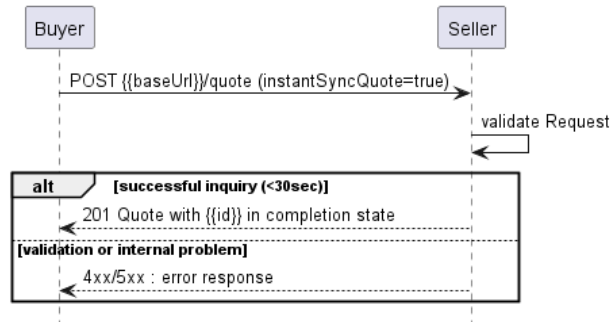 Buyer
Seller
POST {{baseUrl}}/quote (instantSyncQuote=true)
validate Request
alt
[successful inquiry (<30sec)]
201 Quote with {{id}} in completion state
[validation or internal problem]
4xx/5xx : error response